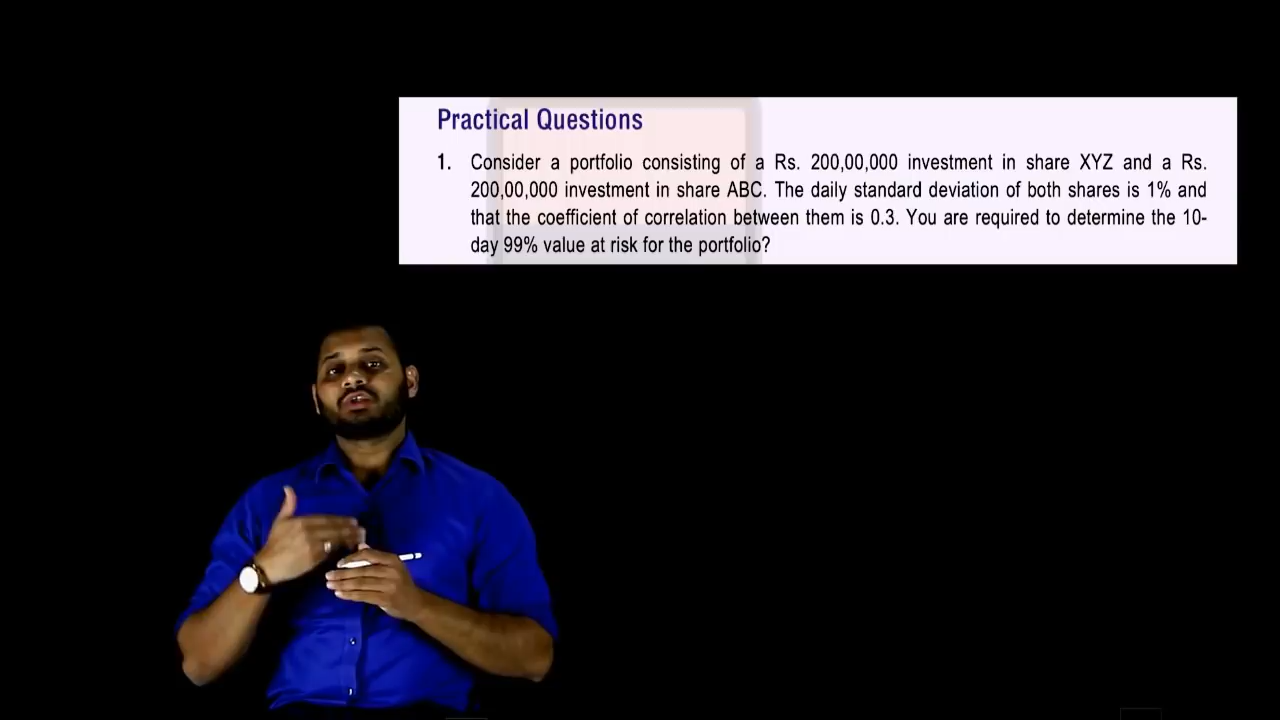 Practical Questions
1. Consider a portfolio consisting of a Rs. 200,00,000 investment in share XYZ and a Rs.
200,00,000 investment in share ABC. The daily standard deviation of both shares is 1% and
that the coefficient of correlation between them is 0.3. You are required to determine the 10-
day 99% value at risk for the portfolio?